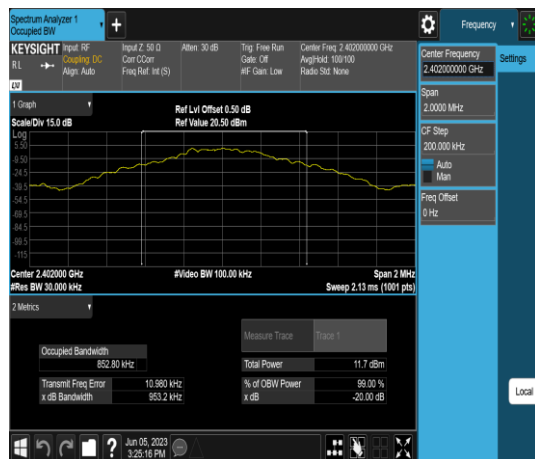 Spectrum Analyzer 1
Occupied BW
+
Frequency
KEYSIGHT
RL
Input: RF
Coupling: DC
Align: Auto
Input Z: 50 Ω
Corr CCorr
Freq Ref: Int (S)
Atten: 30 dB
Trig: Free Run
Gate: Off
#IF Gain: Low
Center Freq: 2.402000000 GHz
Avg|Hold: 100/100
Radio Std: None
Center Frequency
2.402000000 GHz
Settings
Span
2.0000 MHz
CF Step
200.000 kHz
Auto
Man
Freq Offset
0 Hz
Local
1 Graph
Scale/Div 15.0 dB
Ref Lvl Offset 0.50 dB
Ref Value 20.50 dBm
Log
5.50
-9.50
-24.5
-39.5
-54.5
-69.5
-84.5
-99.5
-115
Center 2.402000 GHz
#Video BW 100.00 kHz
Span 2 MHz
#Res BW 30.000 kHz
Sweep 2.13 ms (1001 pts)
2 Metrics
Measure Trace
Trace 1
Occupied Bandwidth
852.80 kHz
Total Power
11.7 dBm
Transmit Freq Error
10.980 kHz
% of OBW Power
99.00 %
x dB Bandwidth
953.2 kHz
x dB
-20.00 dB
?
Jun 05, 2023
3:25:16 PM